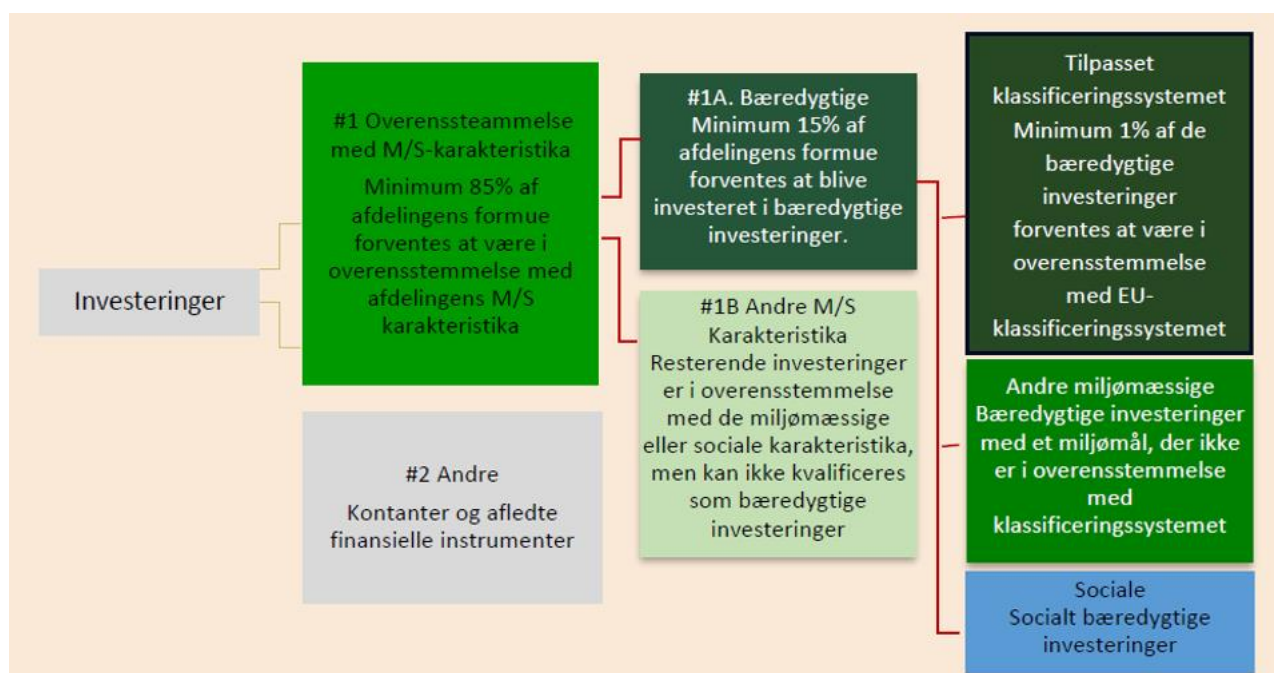 Investeringer
#1 Overenssteammelse
med M/S-karakteristika
Minimum 85% af
afdelingens formue
forventes at være i
overensstemmelse med
afdelingens M/S
karakteristika
#2 Andre
Kontanter og afledte
finansielle instrumenter
#1A. Bæredygtige
Minimum 15% af
afdelingens formue
forventes at blive
investeret i bæredygtige
investeringer.
#1B Andre M/S
Karakteristika
Resterende investeringer
er i overensstemmelse
med de miljømæssige
eller sociale karakteristika,
men kan ikke kvalificeres
som bæredygtige
investeringer
Tilpasset
klassificeringssystemet
Minimum 1% af de
bæredygtige
investeringer
forventes at være i
overensstemmelse
med EU-
klassificeringssystemet
Andre miljømæssige
Bæredygtige investeringer
med et miljømål, der ikke
er i overensstemmelse
med
klassificeringssystemet
Sociale
Socialt bæredygtige
investeringer